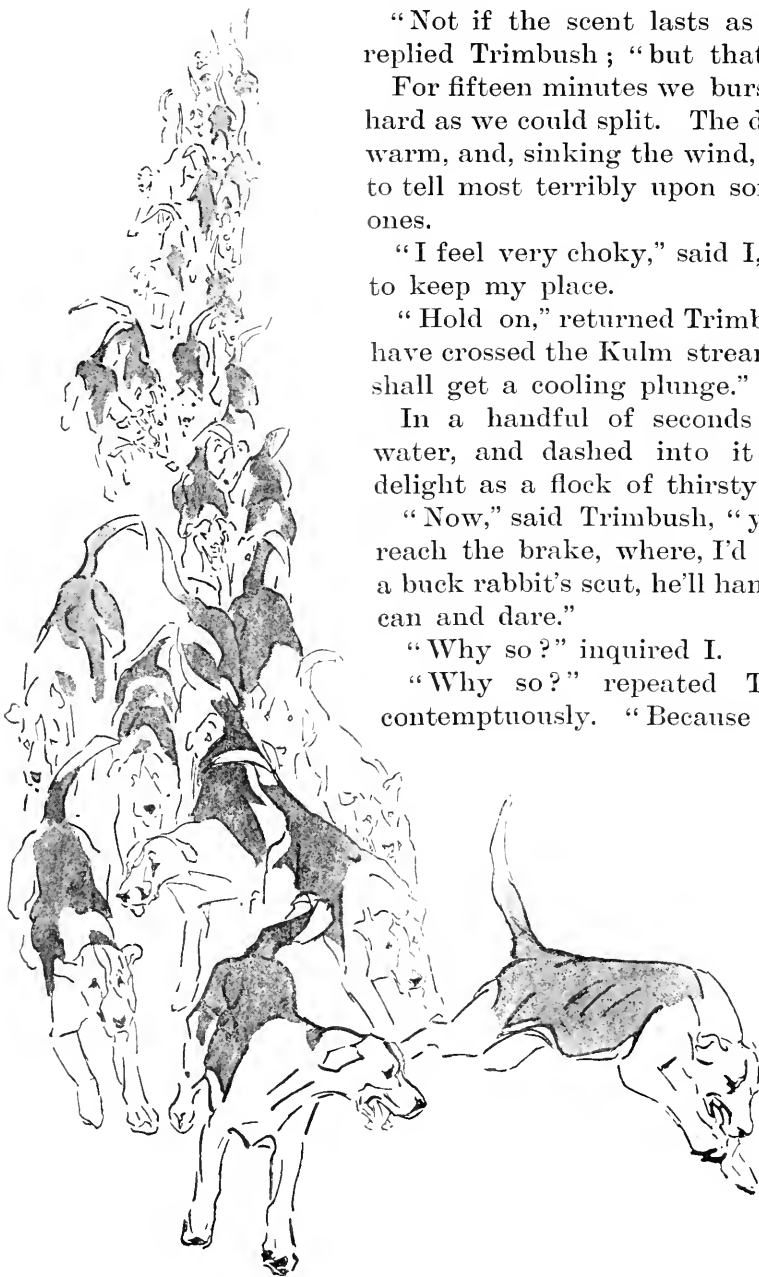 “Not if the scent lasts as
replied Trimbush; “but that
For fifteen minutes we burs
hard as we could split. The d
warm, and, sinking the wind,
to tell most terribly upon so
ones.
“I feel very choky,” said I,
to keep my place.
“Hold on,” returned Trimb
have crossed the Kulm strea
shall get a cooling plunge.”
In a handful of seconds
water, and dashed into it
delight as a flock of thirsty
“Now,” said Trimbush, “y
reach the brake, where, I'd
a buck rabbit's scut, he'll han
can and dare.”
“Why so?” inquired I.
“Why so?” repeated T
contemptuously. “Because